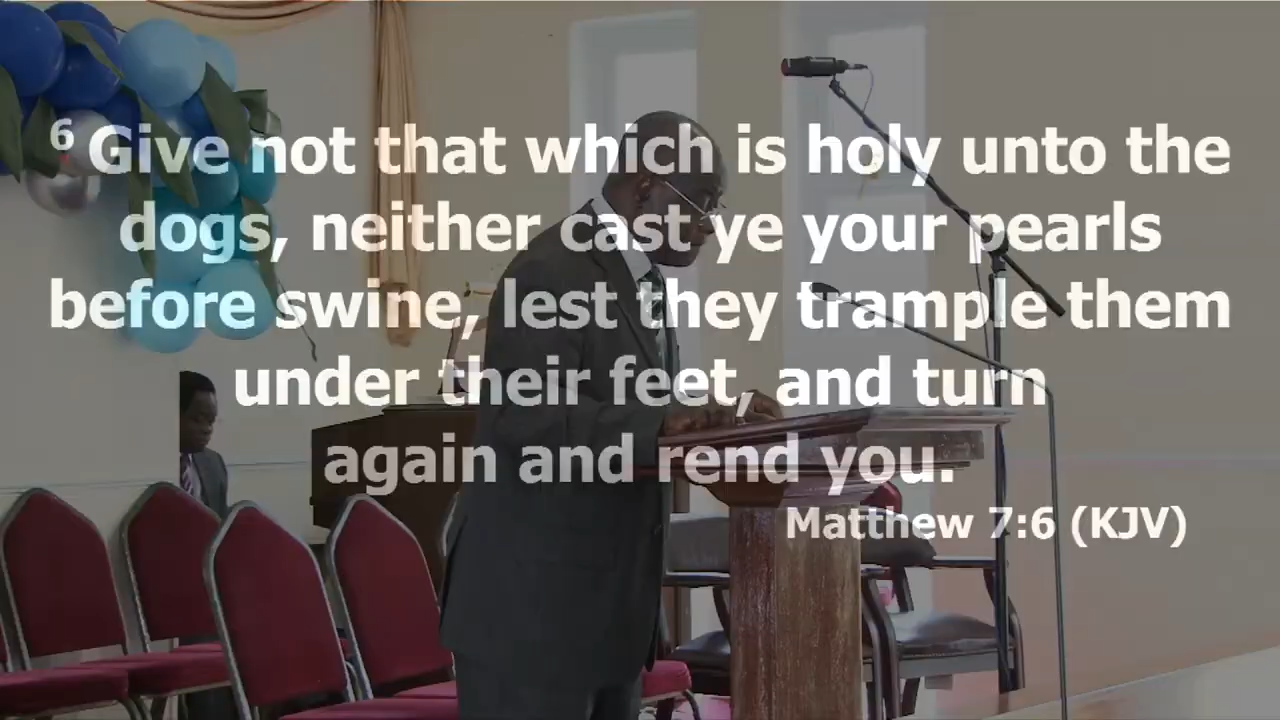 6 Give not that which is holy unto the
dogs, neither cast ye your pearls
before swine, lest they trample them
under their feet, and turn
again and rend you.
Matthew 7:6 (KJV)